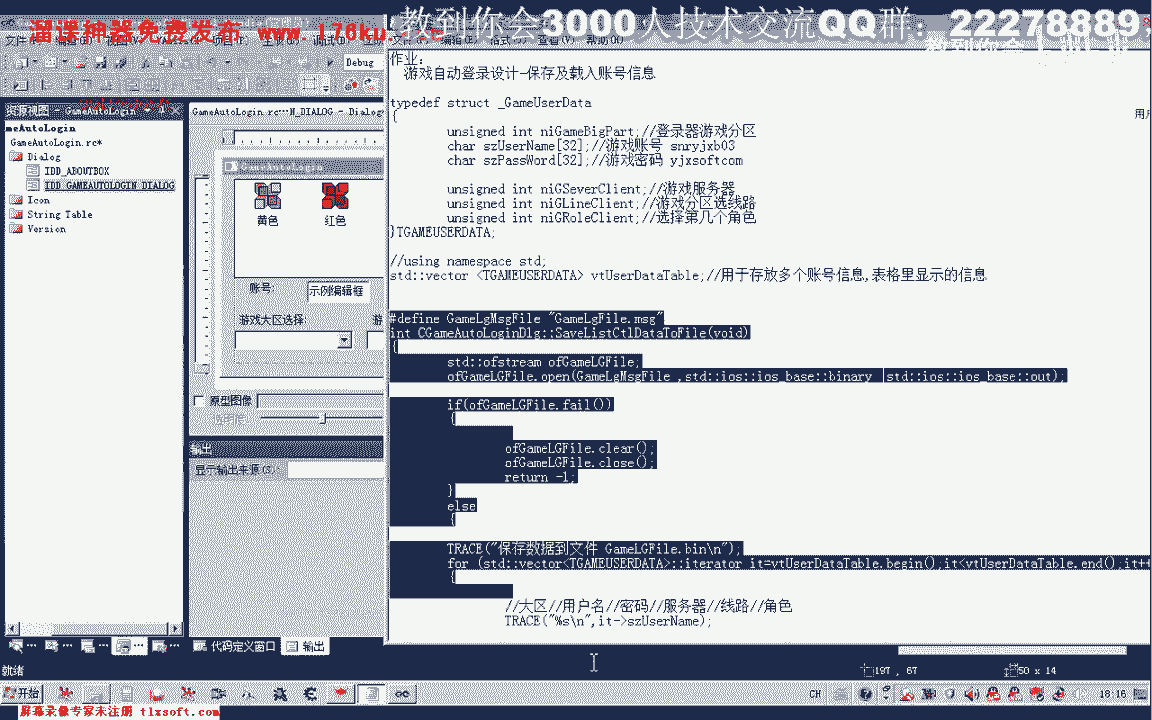 教到你会3000人技术交流QQ群：22278889,
溜课神器免费发布 www.170ku.
Debug
资源视图 - GameAutoLogin
meAutoLogin
GameAutoLogin.rc*
Dialog
IDD_ABOUTBOX
IDD_GAMEAUTOLOGIN_DIALOG
Icon
String Table
Version
GameAutoLogin.rc...N_DIALOG - Dialog
GameAutoLogin
黄色
红色
账号:
示例编辑框
游戏大区选择:
游
原型图像
输出
显示输出来源(S):
代码定义窗口
输出
就绪
作业:
游戏自动登录设计-保存及载入账号信息
typedef struct _GameUserData
{
unsigned int niGameBigPart;//登录器游戏分区
char szUserName[32];//游戏账号 snryjxb03
char szPassWord[32];//游戏密码 yjxsoftcom
unsigned int niGSeverClient;//游戏服务器
unsigned int niGLineClient;//游戏分区选线路
unsigned int niGRoleClient;//选择第几个角色
}TGAMEUSERDATA;
//using namespace std;
std::vector <TGAMEUSERDATA> vtUserDataTable;//用于存放多个账号信息,表格里显示的信息
#define GameLgMsgFile "GameLgFile.msg"
int CGameAutoLoginDlg::SaveListCtlDataToFile(void)
{
std::ofstream ofGameLGFile;
ofGameLGFile.open(GameLgMsgFile ,std::ios::ios_base::binary |std::ios::ios_base::out);
if(ofGameLGFile.fail())
{
ofGameLGFile.clear();
ofGameLGFile.close();
return -1;
}
else
{
TRACE("保存数据到文件 GameLGFile.bin\n");
for (std::vector<TGAMEUSERDATA>::iterator it=vtUserDataTable.begin();it<vtUserDataTable.end();it++
{
//大区//用户名//密码//服务器//线路//角色
TRACE("%s\n",it->szUserName);
用户
197 , 67
50 x 14
开始
CH
18:16
屏幕录像专家未注册 tlxsoft.com